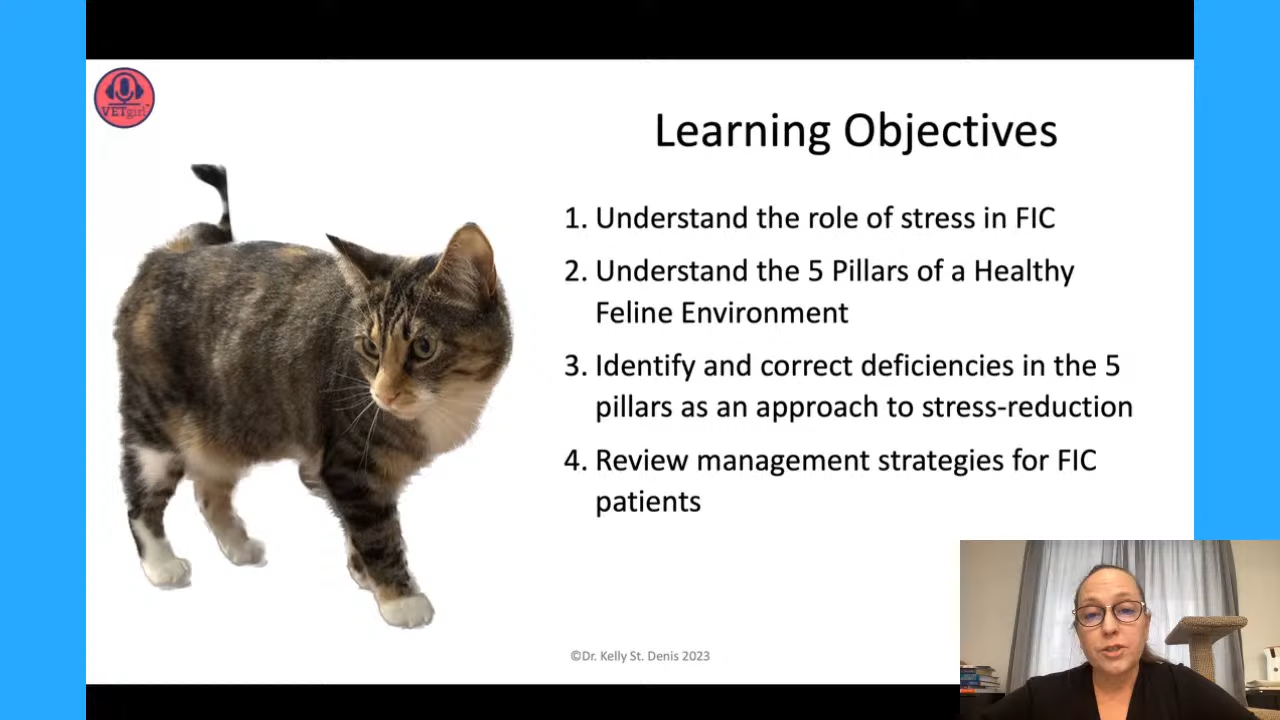 VETgirl
Learning Objectives
1. Understand the role of stress in FIC
2. Understand the 5 Pillars of a Healthy
Feline Environment
3. Identify and correct deficiencies in the 5
pillars as an approach to stress-reduction
4. Review management strategies for FIC
patients
©Dr. Kelly St. Denis 2023